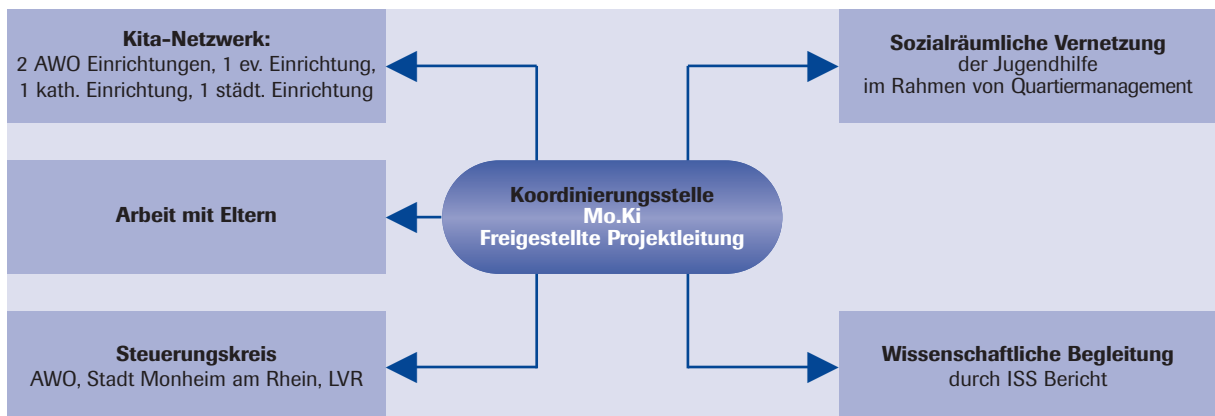 Kita-Netzwerk:
2 AWO Einrichtungen, 1 ev. Einrichtung,
1 kath. Einrichtung, 1 städt. Einrichtung
Sozialräumliche Vernetzung
der Jugendhilfe
im Rahmen von Quartiermanagement
Arbeit mit Eltern
Koordinierungsstelle
Mo.Ki
Freigestellte Projektleitung
Steuerungskreis
AWO, Stadt Monheim am Rhein, LVR
Wissenschaftliche Begleitung
durch ISS Bericht